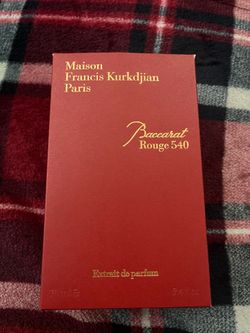 Maison
Francis Kurkdjian
Paris
Baccarat
Rouge 540
Extrait de parfum